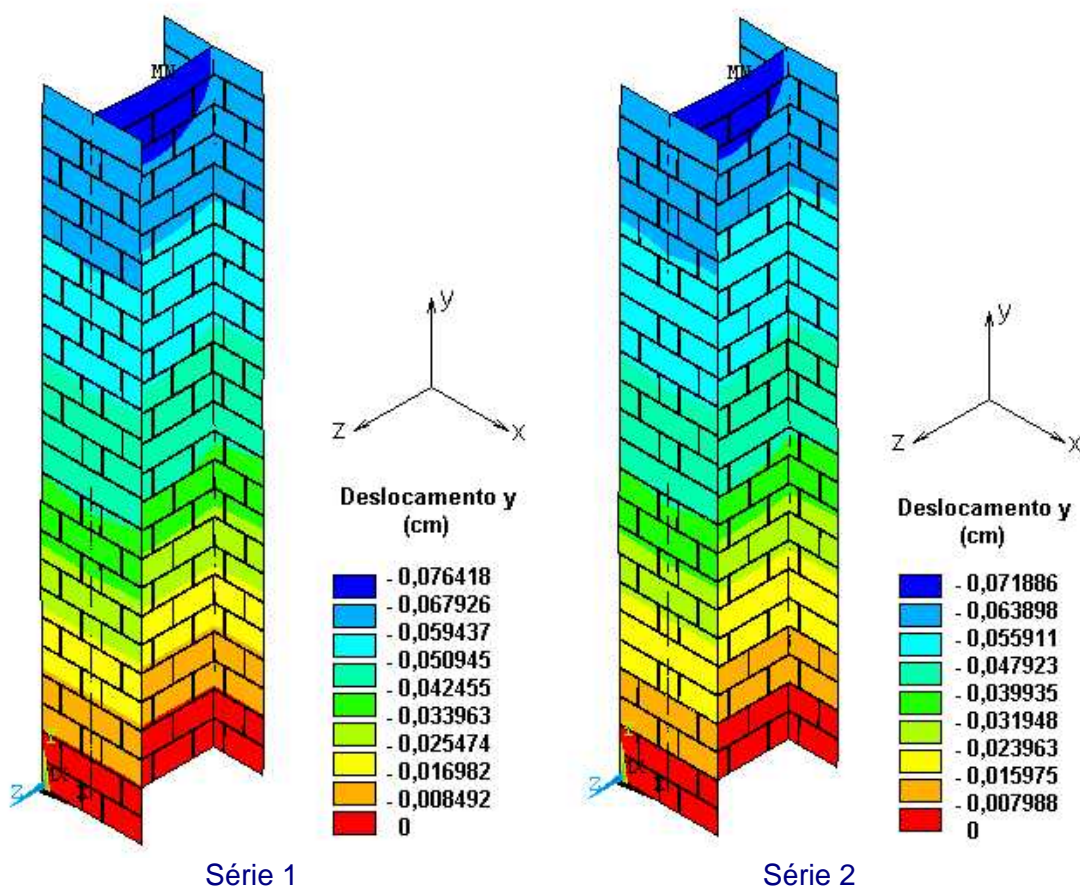 MN
MN
y
z
x
y
z
x
Deslocamento y
(cm)
- 0,076418
- 0,067926
- 0,059437
- 0,050945
- 0,042455
- 0,033963
- 0,025474
- 0,016982
- 0,008492
0
Deslocamento y
(cm)
- 0,071886
- 0,063898
- 0,055911
- 0,047923
- 0,039935
- 0,031948
- 0,023963
- 0,015975
- 0,007988
0
Z
Z
Série 1
Série 2